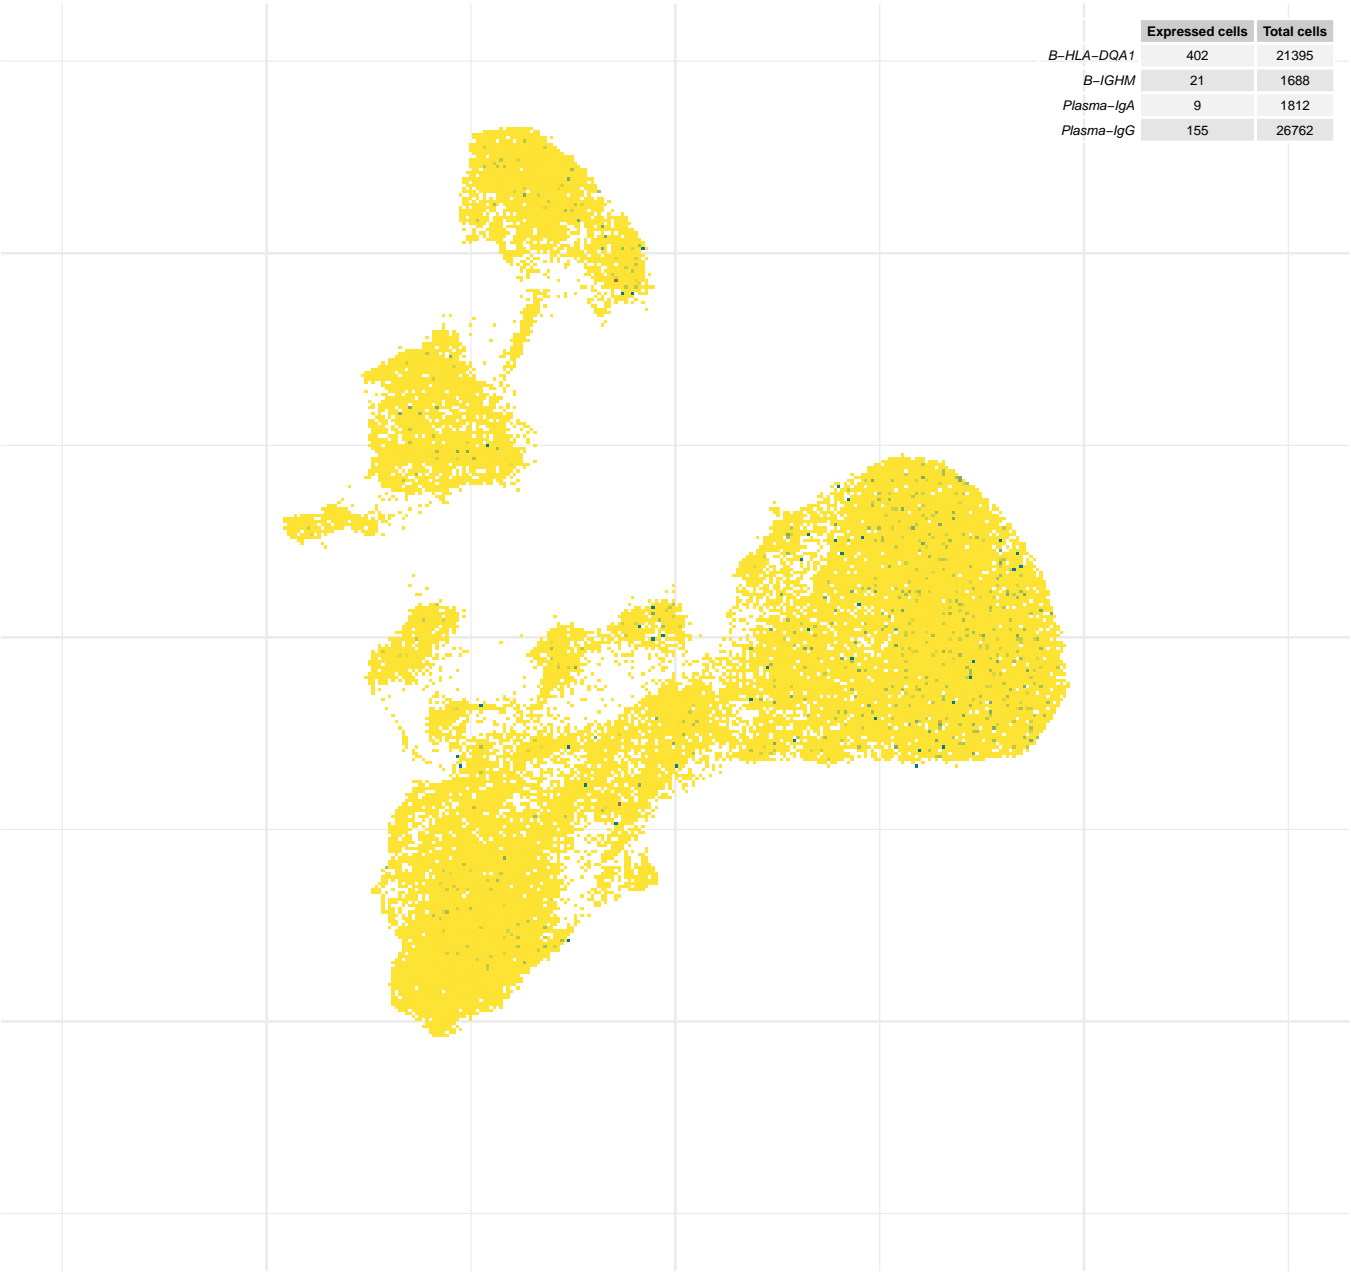 Expressed cells Total cells
B−HLA−DQA1 402 21395
B−IGHM 21 1688
Plasma−IgA 9 1812
Plasma−IgG 155 26762